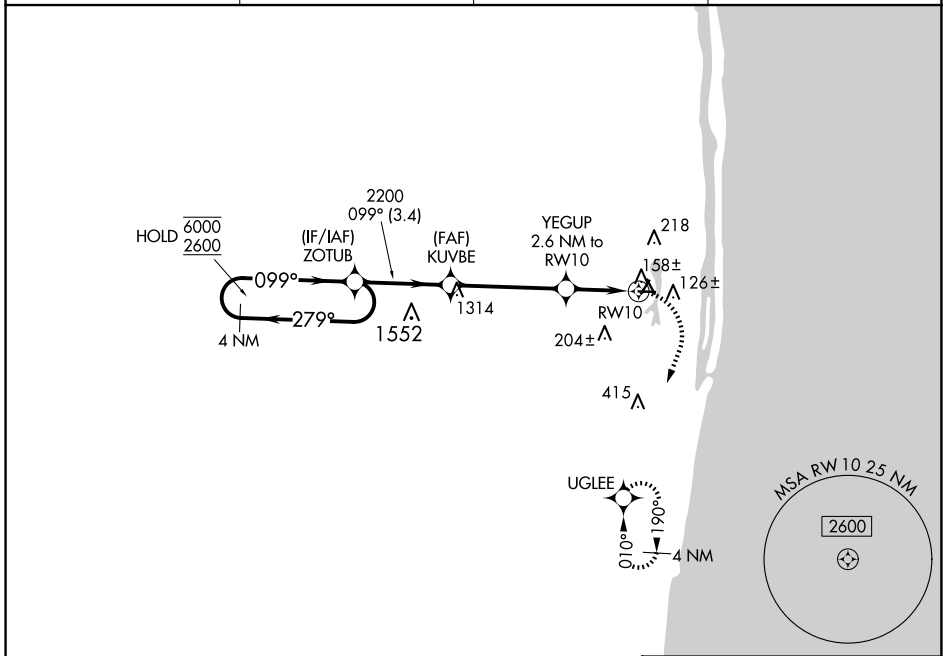 2200
099° (3.4)
HOLD 6000
2600
(IF/IAF)
ZOTUB
(FAF)
KUVBE
YEGUP
2.6 NM to
RW10
218
158±
126±
099°
279°
4 NM
1552
1314
RW10
204±
415
UGLEE
010°
190°
4 NM
MSA RW 10 25 NM
2600